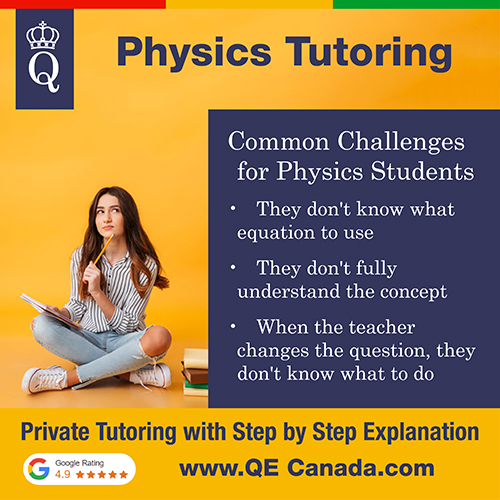 Q
Physics Tutoring
Common Challenges
for Physics Students
• They don't know what
equation to use
• They don't fully
understand the concept
• When the teacher
changes the question, they
don't know what to do
Private Tutoring with Step by Step Explanation
G
Google Rating
4.9 ★★★★★
www.QE Canada.com